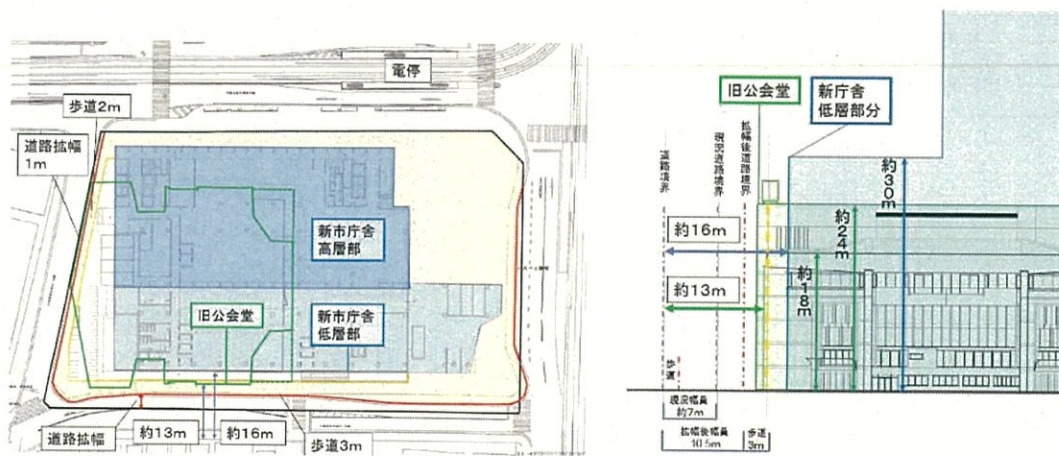 電停
歩道2m
道路拡幅
1m
新市庁舎
高層部
旧公会堂
新市庁舎
低層部
道路拡幅
約13m
約16m
歩道3m
旧公会堂
新庁舎
低層部分
道路境界
現況道路境界
拡幅後道路境界
約16m
約13m
約18m
約24m
約30m
歩道
現況幅員
約7m
拡幅後幅員
10.5m
歩道
3m